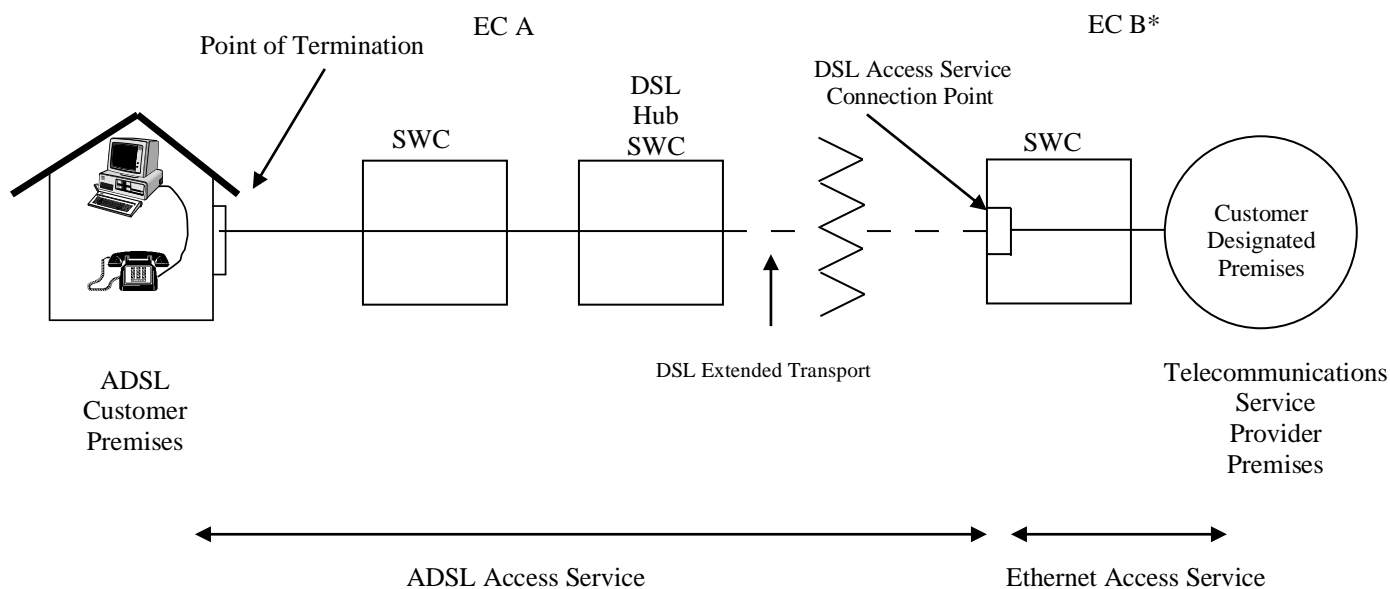 EC A
EC B*
Point of Termination
DSL Access Service
Connection Point
DSL
Hub
SWC
SWC
SWC
Customer
Designated
Premises
DSL Extended Transport
ADSL
Customer
Premises
Telecommunications
Service
Provider
Premises
ADSL Access Service
Ethernet Access Service